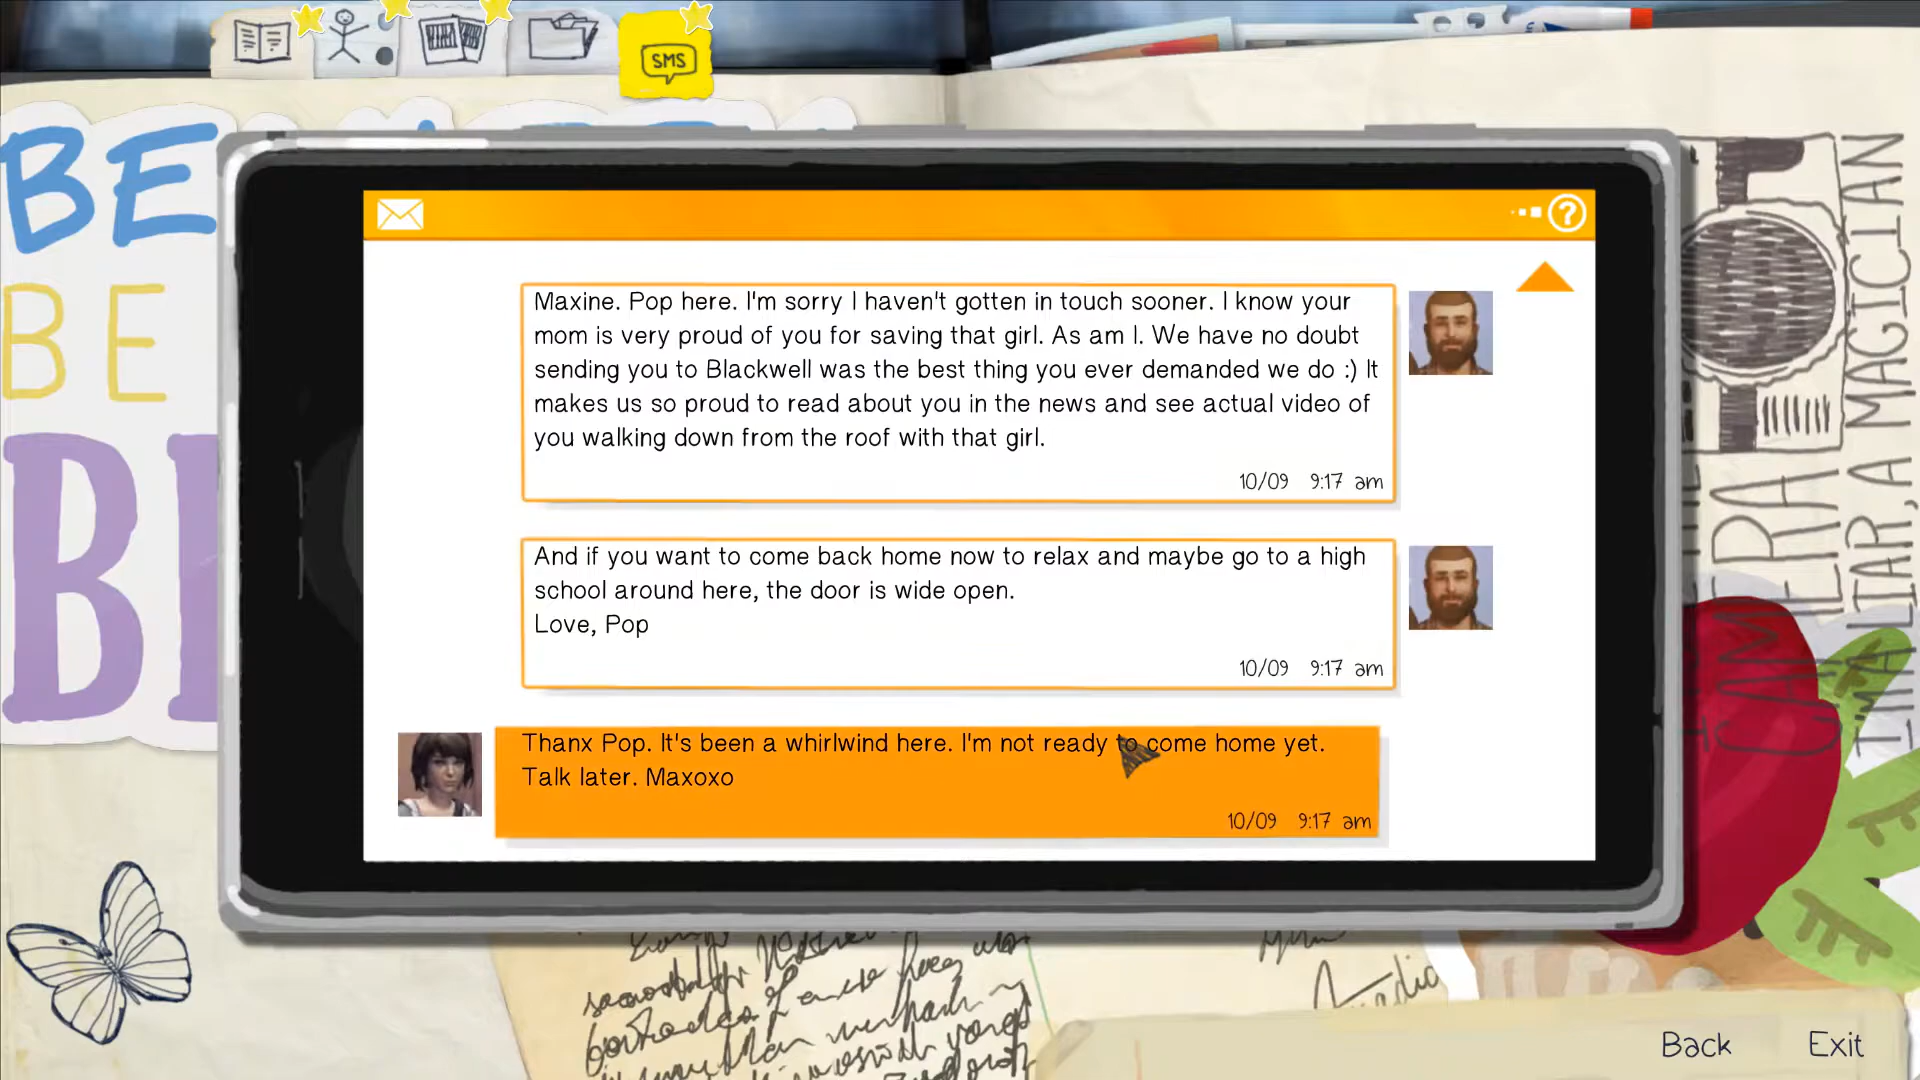 SMS
BE
BE
Maxine. Pop here. I'm sorry I haven't gotten in touch sooner. I know your
mom is very proud of you for saving that girl. As am I. We have no doubt
sending you to Blackwell was the best thing you ever demanded we do :) It
makes us so proud to read about you in the news and see actual video of
you walking down from the roof with that girl.
10/09 9:17 am
And if you want to come back home now to relax and maybe go to a high
school around here, the door is wide open.
Love, Pop
10/09 9:17 am
Thanx Pop. It's been a whirlwind here. I'm not ready to come home yet.
Talk later. Maxoxo
10/09 9:17 am
CAMERA
LIAR, A MAGICIAN
Back
Exit